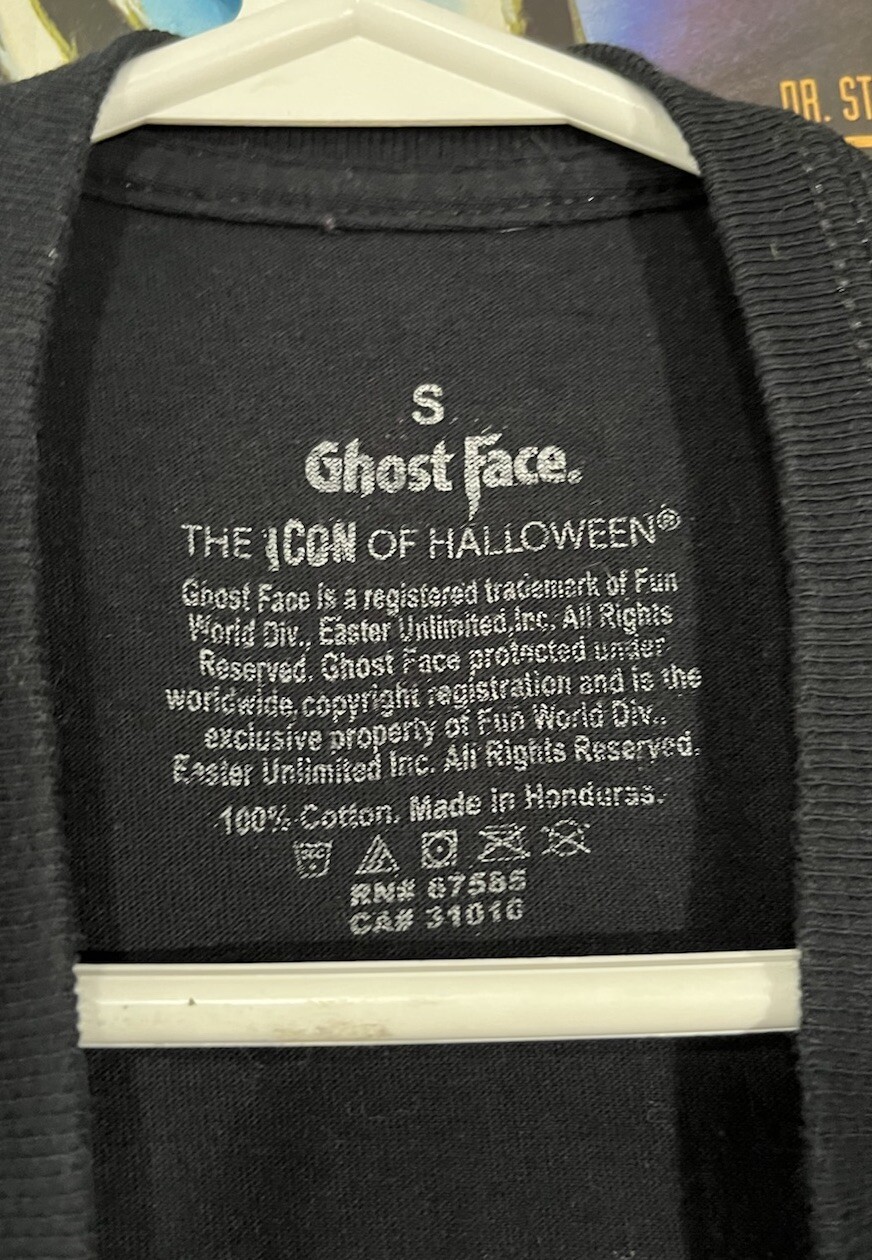 DR. ST
S
Ghost Face.
THE ICON OF HALLOWEEN®
Ghost Face is a registered trademark of Fun
World Div., Easter Unlimited,Inc. All Rights
Reserved. Ghost Face protected under
worldwide copyright registration and is the
exclusive property of Fun World Div.,
Easter Unlimited Inc. All Rights Reserved.
100% Cotton. Made in Honduras.
RN# 67585
CA# 31016